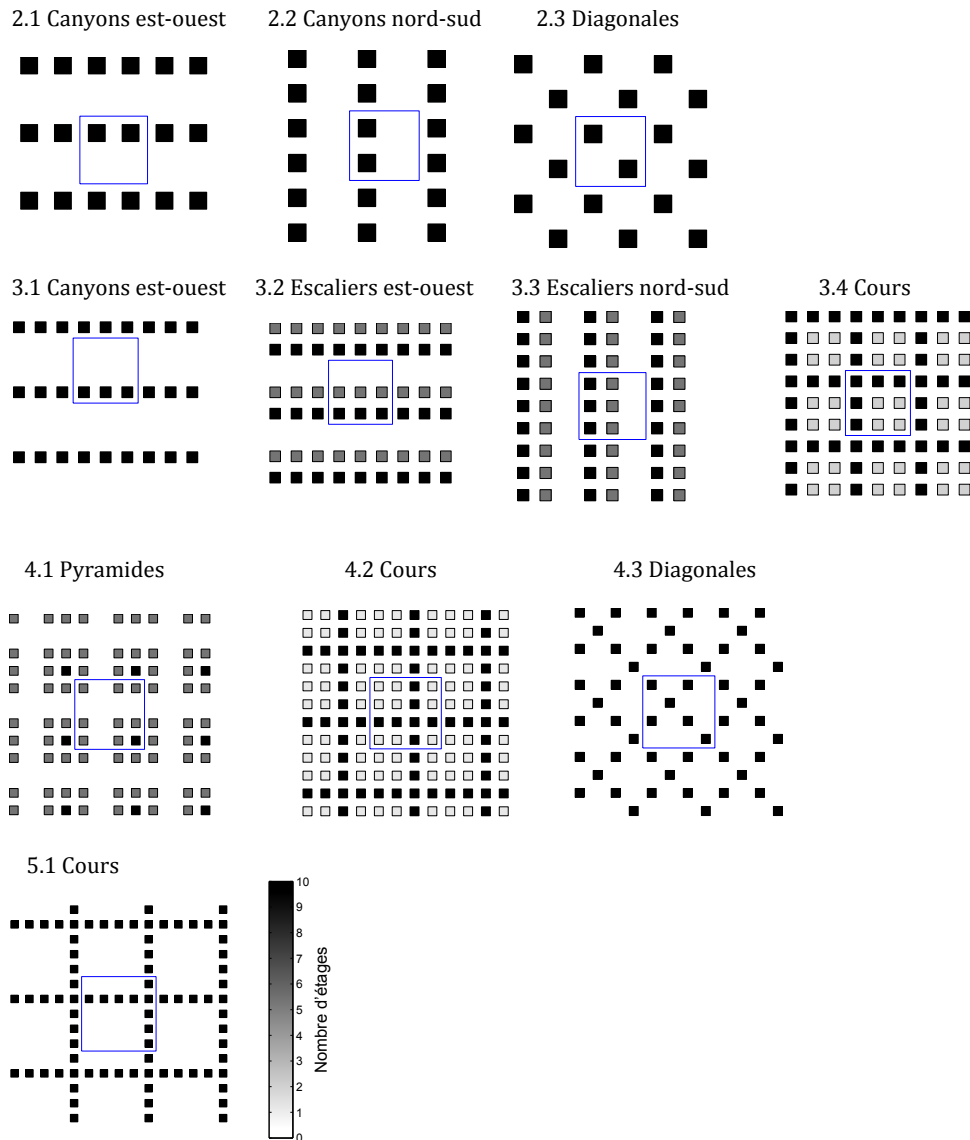 2.1 Canyons est-ouest
2.2 Canyons nord-sud
2.3 Diagonales
3.1 Canyons est-ouest
3.2 Escaliers est-ouest
3.3 Escaliers nord-sud
3.4 Cours
4.1 Pyramides
4.2 Cours
4.3 Diagonales
5.1 Cours
10
9
8
7
6
5
4
3
2
1
0
Nombre d'étages